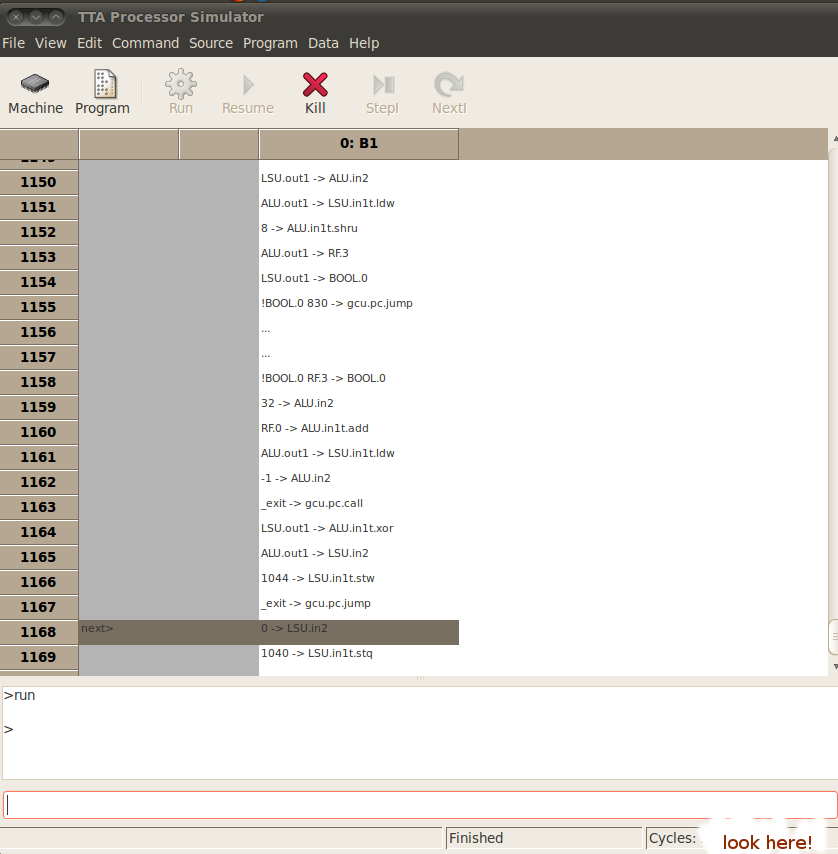 TTA Processor Simulator
File View Edit Command Source Program Data Help
Machine Program Run Resume Kill StepI NextI
0: B1
1150 LSU.out1 -> ALU.in2
1151 ALU.out1 -> LSU.in1t.ldw
1152 8 -> ALU.in1t.shru
1153 ALU.out1 -> RF.3
1154 LSU.out1 -> BOOL.0
1155 !BOOL.0 830 -> gcu.pc.jump
1156 ...
1157 ...
1158 !BOOL.0 RF.3 -> BOOL.0
1159 32 -> ALU.in2
1160 RF.0 -> ALU.in1t.add
1161 ALU.out1 -> LSU.in1t.ldw
1162 -1 -> ALU.in2
1163 _exit -> gcu.pc.call
1164 LSU.out1 -> ALU.in1t.xor
1165 ALU.out1 -> LSU.in2
1166 1044 -> LSU.in1t.stw
1167 _exit -> gcu.pc.jump
1168 next> 0 -> LSU.in2
1169 1040 -> LSU.in1t.stq
>run
>
Finished Cycles: look here!